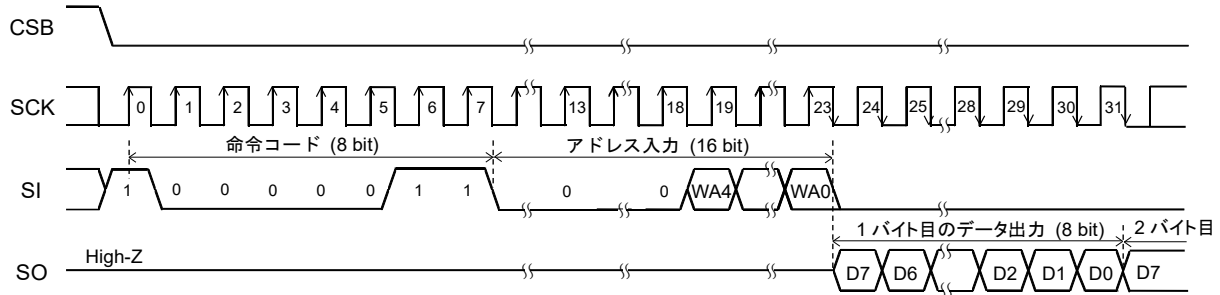 CSB
SCK 0 1 2 3 4 5 6 7 13 18 19 23 24 25 28 29 30 31
命令コード (8 bit) アドレス入力 (16 bit)
SI 1 0 0 0 0 0 1 1 0 0 WA4 WA0
1 バイト目のデータ出力 (8 bit) 2 バイト目
High-Z
SO D7 D6 D2 D1 D0 D7